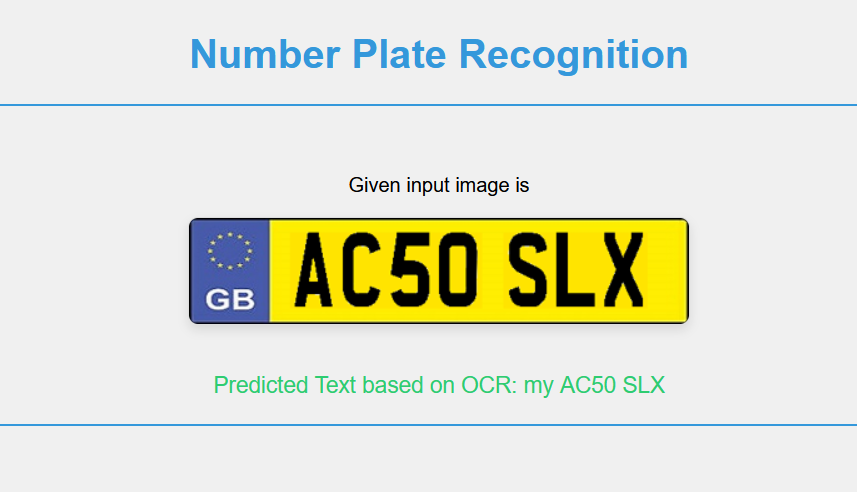 Number Plate Recognition
Given input image is
GB
AC50 SLX
Predicted Text based on OCR: my AC50 SLX